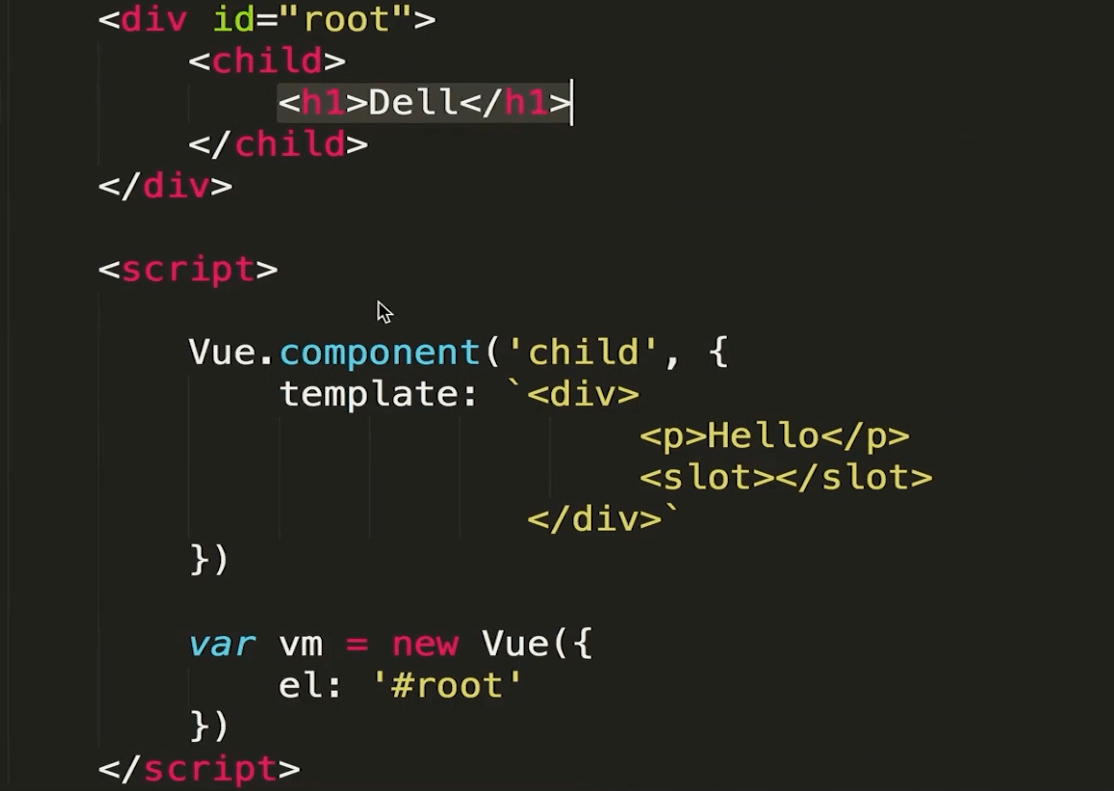 <div id="root">
<child>
<h1>Dell</h1>
</child>
</div>
<script>
Vue.component('child', {
template: `<div>
<p>Hello</p>
<slot></slot>
</div>`
})
var vm = new Vue({
el: '#root'
})
</script>